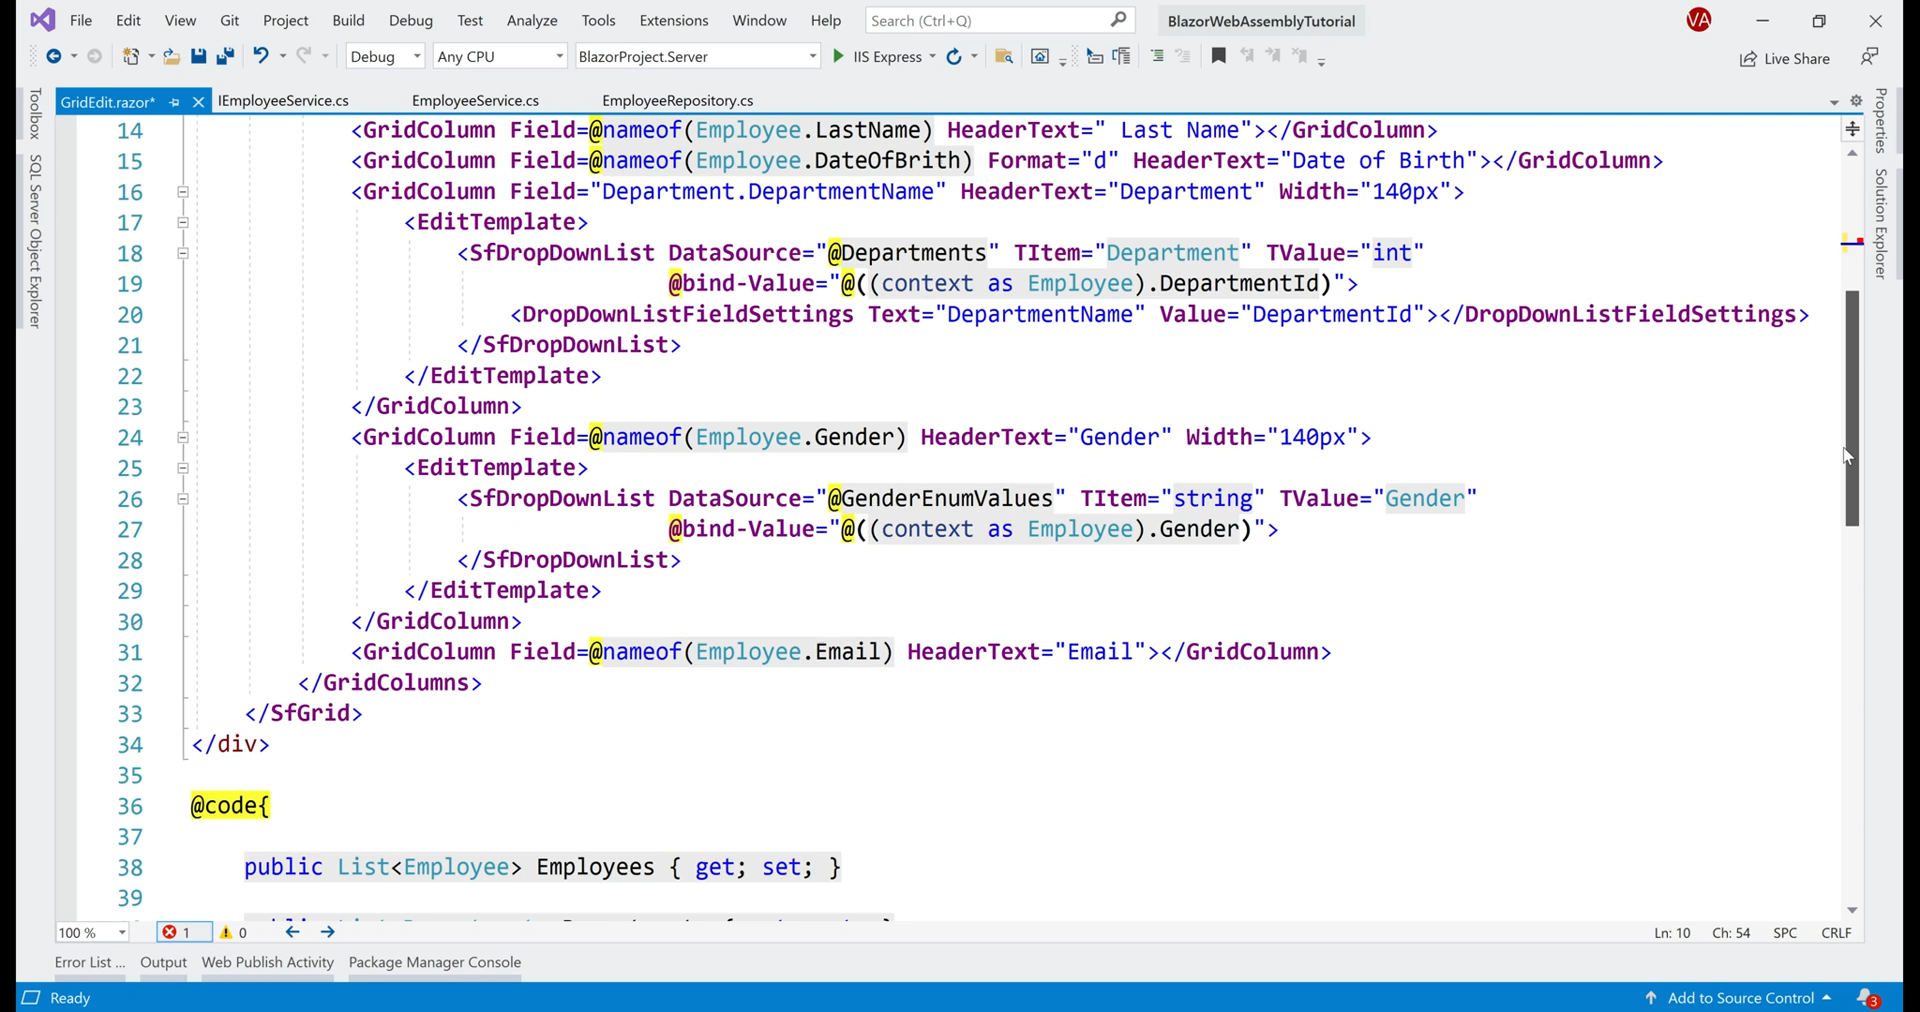 File Edit View Git Project Build Debug Test Analyze Tools Extensions Window Help Search (Ctrl+Q) BlazorWebAssemblyTutorial VA
Debug Any CPU BlazorProject.Server IIS Express Live Share
GridEdit.razor* IEmployeeService.cs EmployeeService.cs EmployeeRepository.cs
Toolbox
SQL Server Object Explorer
Properties
Solution Explorer
14 <GridColumn Field=@nameof(Employee.LastName) HeaderText=" Last Name"></GridColumn>
15 <GridColumn Field=@nameof(Employee.DateOfBrith) Format="d" HeaderText="Date of Birth"></GridColumn>
16 <GridColumn Field="Department.DepartmentName" HeaderText="Department" Width="140px">
17 <EditTemplate>
18 <SfDropDownList DataSource="@Departments" TItem="Department" TValue="int"
19 @bind-Value="@((context as Employee).DepartmentId)">
20 <DropDownListFieldSettings Text="DepartmentName" Value="DepartmentId"></DropDownListFieldSettings>
21 </SfDropDownList>
22 </EditTemplate>
23 </GridColumn>
24 <GridColumn Field=@nameof(Employee.Gender) HeaderText="Gender" Width="140px">
25 <EditTemplate>
26 <SfDropDownList DataSource="@GenderEnumValues" TItem="string" TValue="Gender"
27 @bind-Value="@((context as Employee).Gender)">
28 </SfDropDownList>
29 </EditTemplate>
30 </GridColumn>
31 <GridColumn Field=@nameof(Employee.Email) HeaderText="Email"></GridColumn>
32 </GridColumns>
33 </SfGrid>
34 </div>
35
36 @code{
37
38 public List<Employee> Employees { get; set; }
39
100 % 1 0 Ln: 10 Ch: 54 SPC CRLF
Error List ... Output Web Publish Activity Package Manager Console
Ready Add to Source Control 3